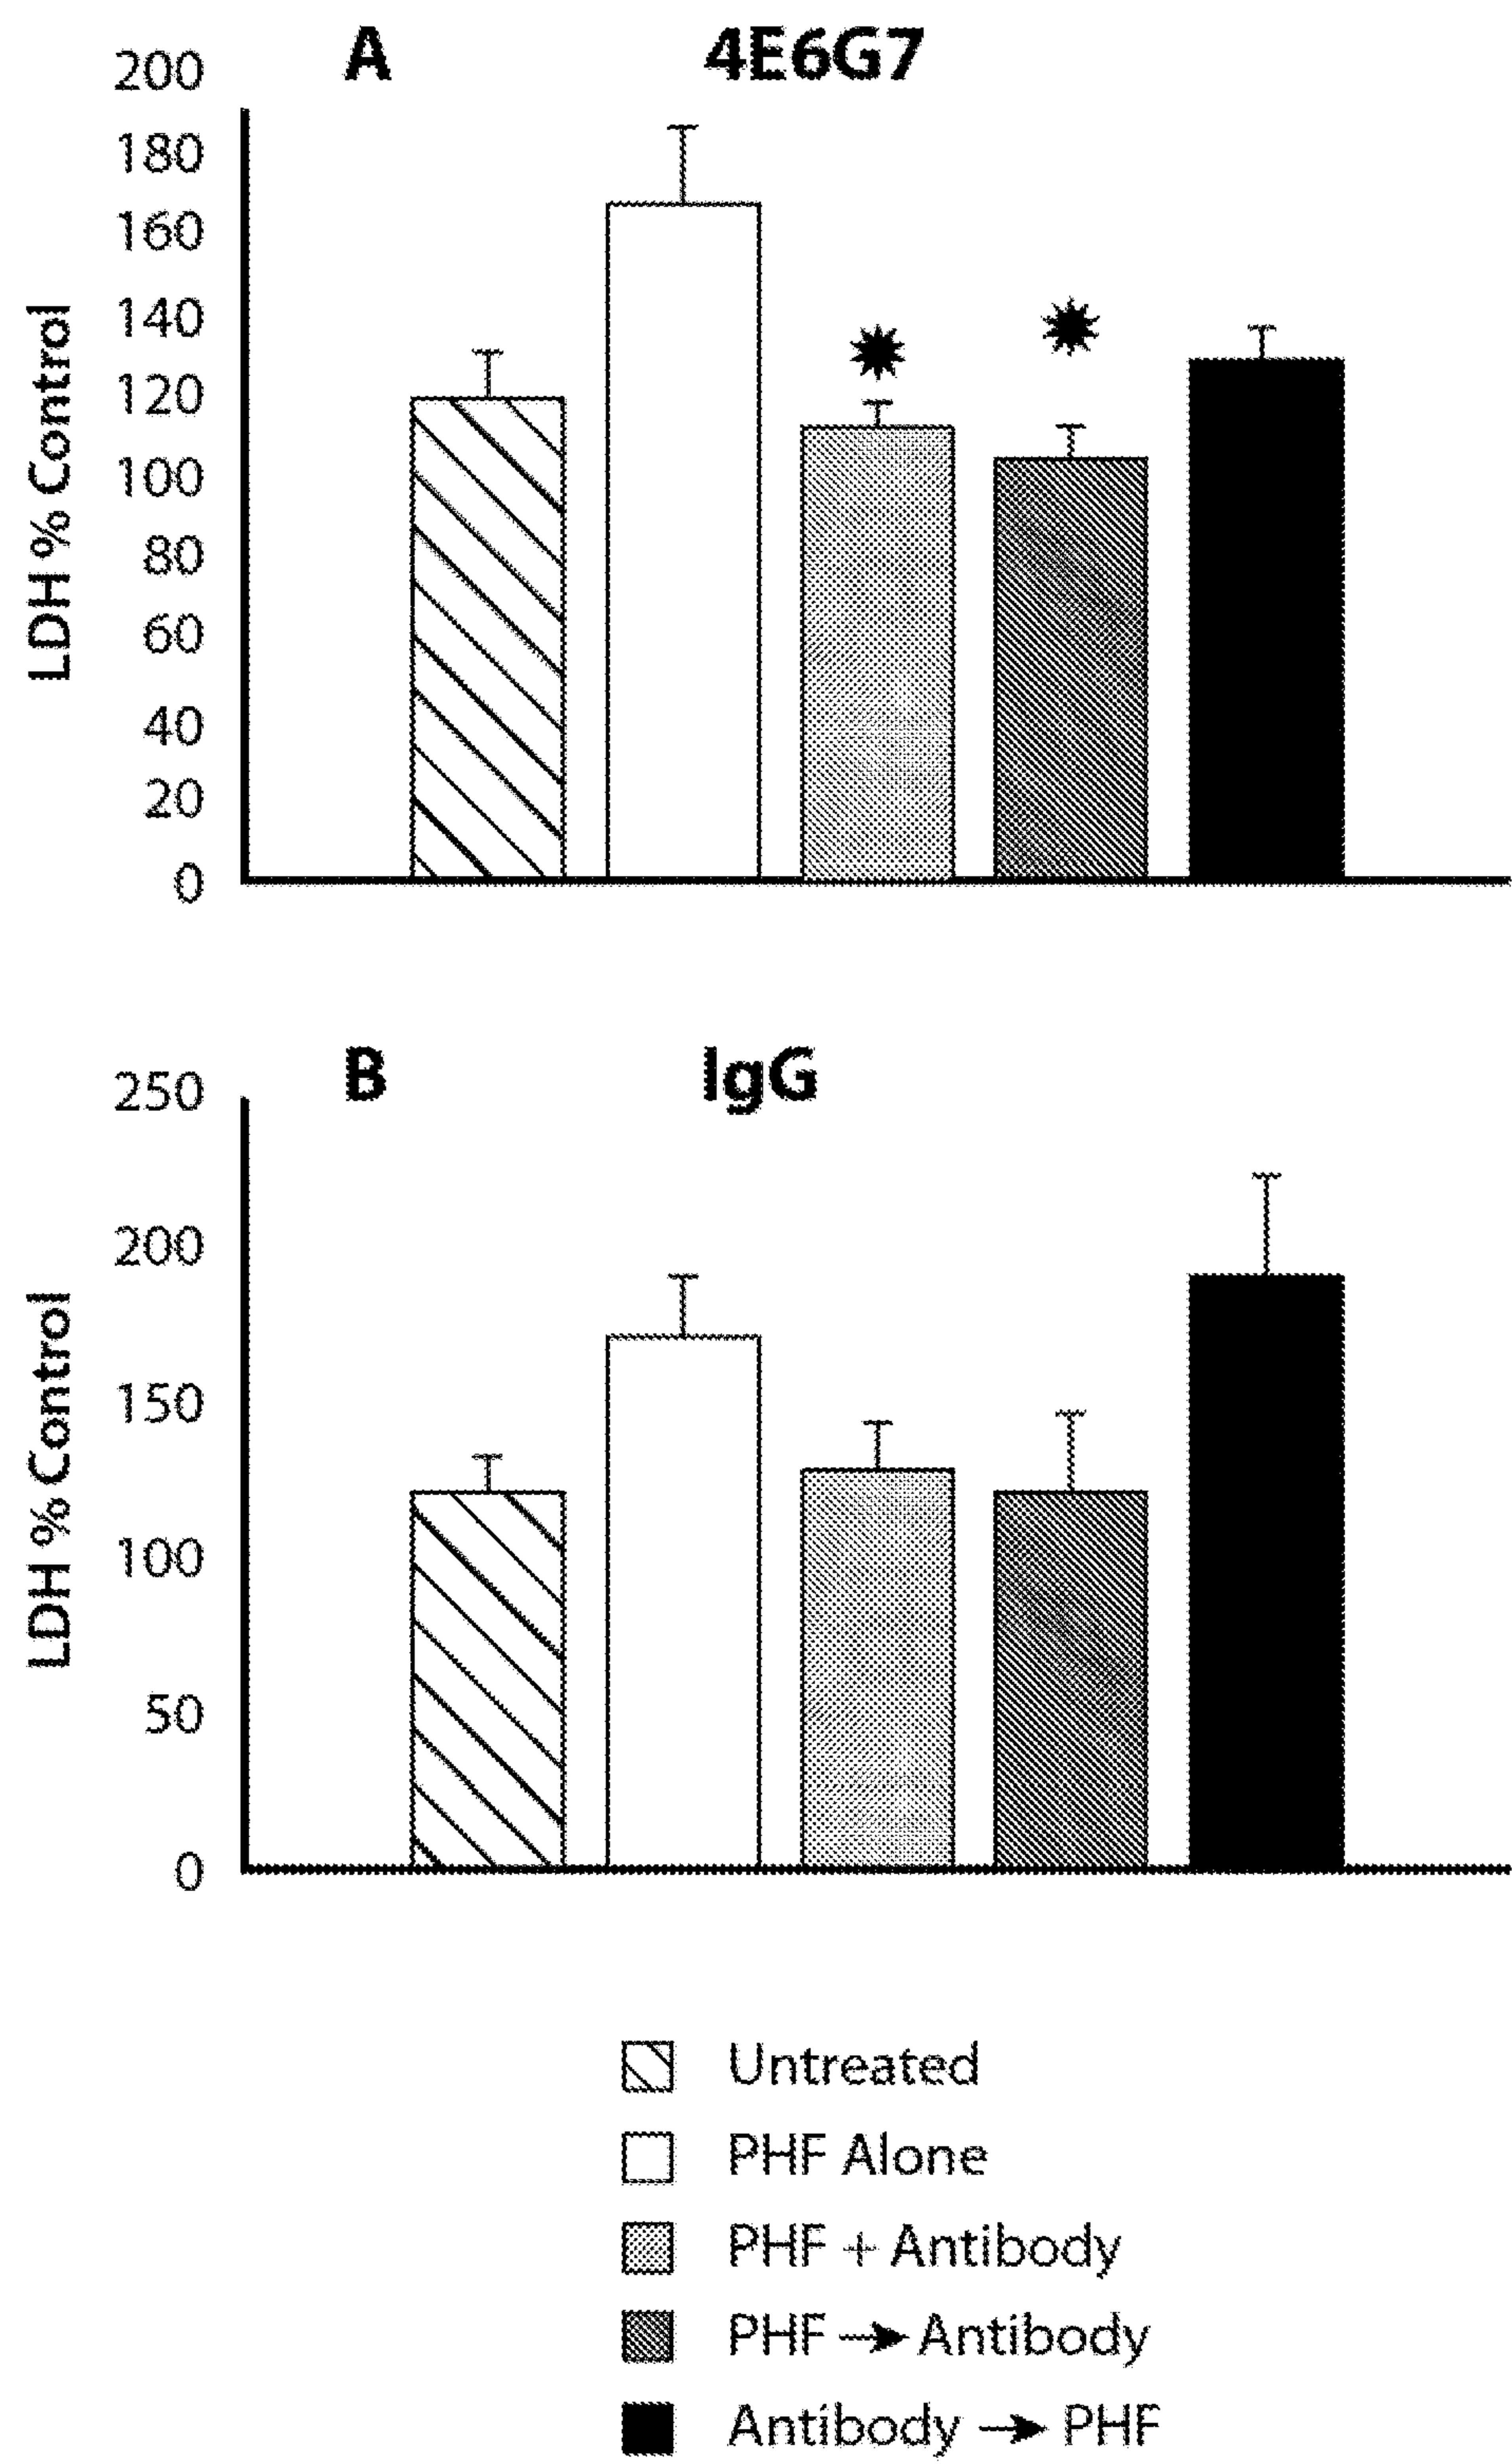 A 4E6G7
200
180
160
140
120
100
80
60
40
20
0
LDH % Control
B IgG
250
200
150
100
50
0
LDH % Control
Untreated
PHF Alone
PHF + Antibody
PHF → Antibody
Antibody → PHF